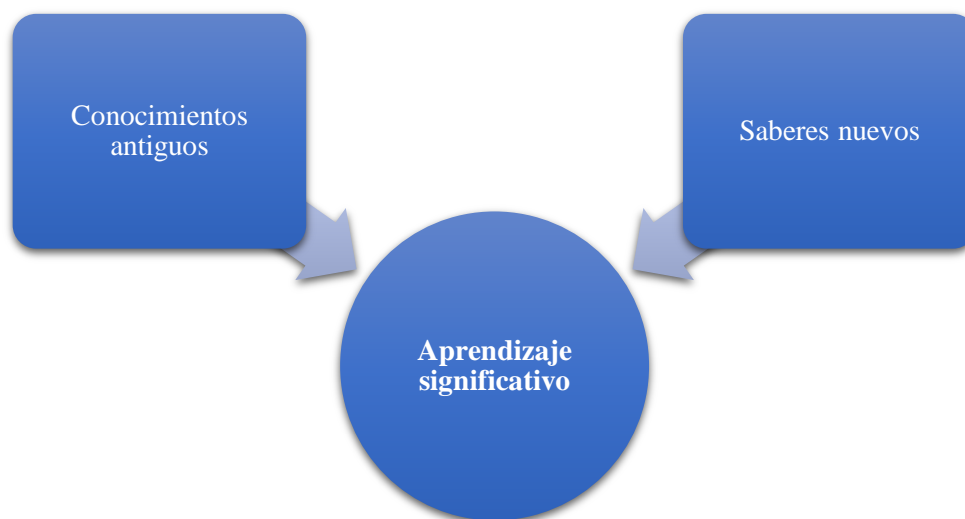 Conocimientos
antiguos
Saberes nuevos
Aprendizaje
significativo